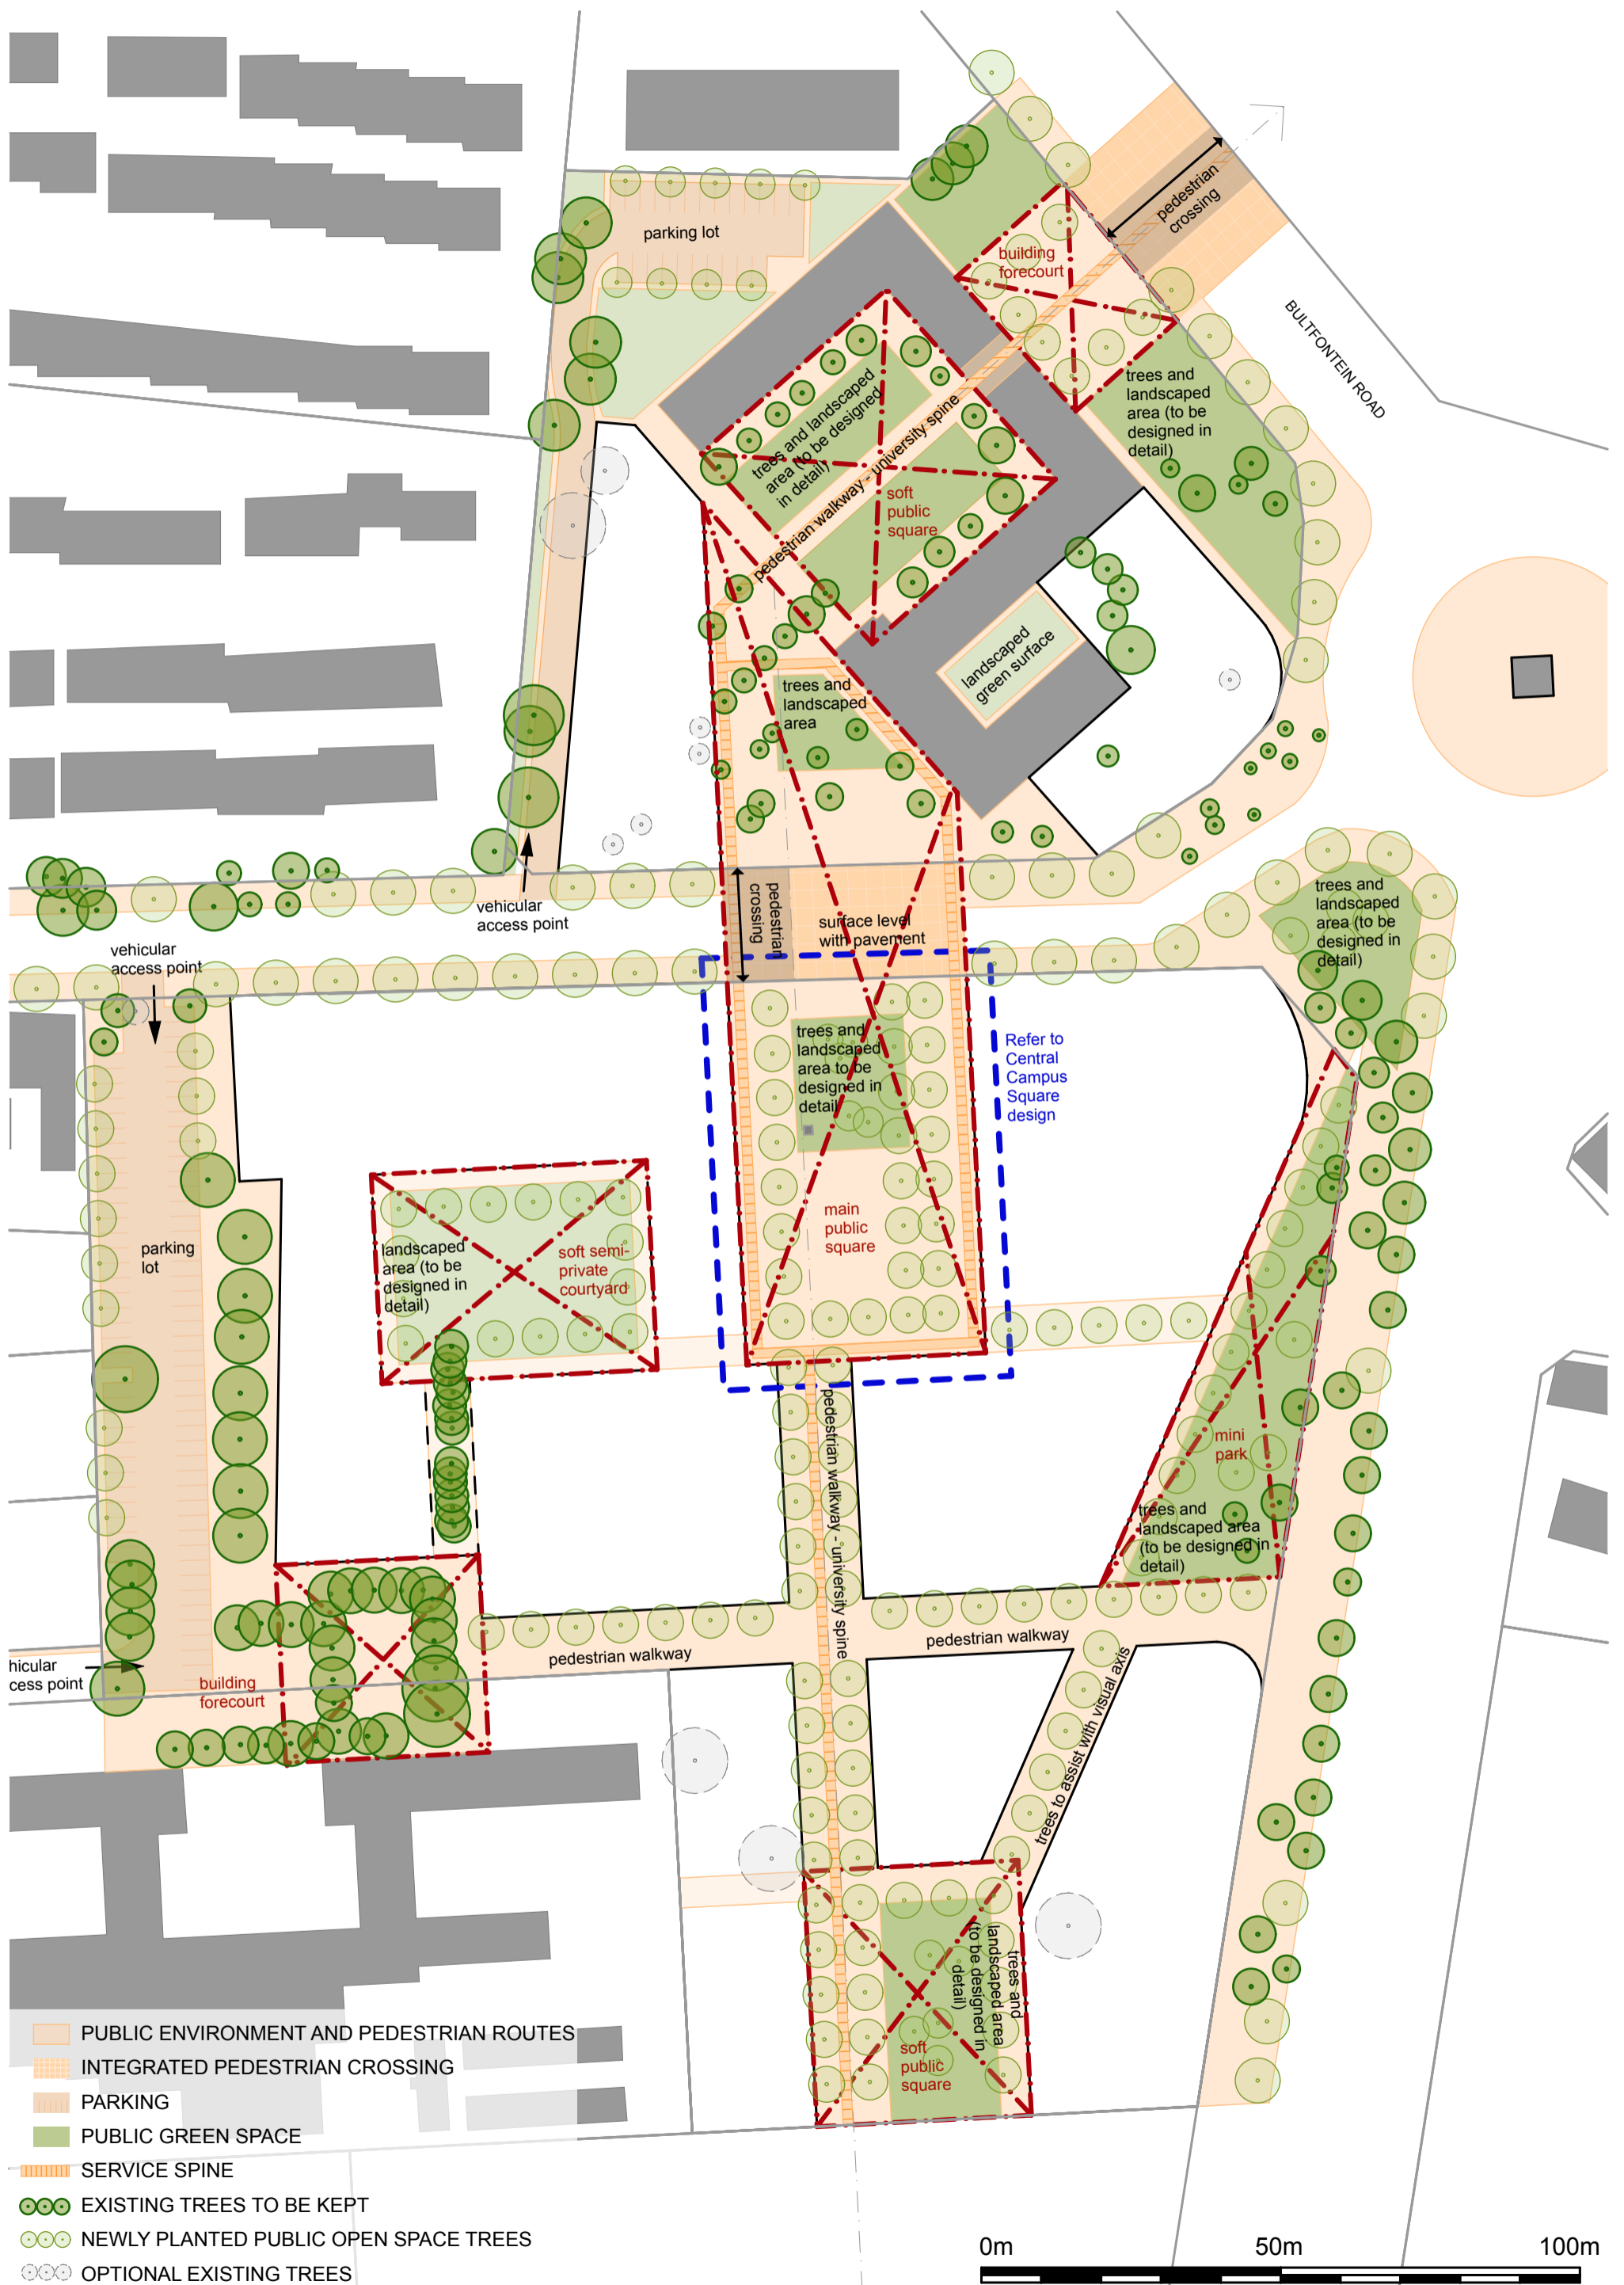 parking lot
pedestrian
crossing
building
forecourt
BULTFONTEIN ROAD
trees and landscaped
area (to be designed
in detail)
pedestrian walkway - university spine
soft
public
square
trees and
landscaped
area (to be
designed in
detail)
landscaped
green surface
trees and
landscaped
area
vehicular
access point
pedestrian
crossing
surface level
with pavement
trees and
landscaped
area (to be
designed in
detail)
vehicular
access point
trees and
landscaped
area to be
designed in
detail
Refer to
Central
Campus
Square
design
parking
lot
landscaped
area (to be
designed in
detail)
soft semi-
private
courtyard
main
public
square
pedestrian walkway - university spine
mini
park
trees and
landscaped area
(to be designed in
detail)
pedestrian walkway
pedestrian walkway
hicular
cess point
building
forecourt
trees to assist with visual axis
trees and
landscaped area
(to be designed in
detail)
soft
public
square
PUBLIC ENVIRONMENT AND PEDESTRIAN ROUTES
INTEGRATED PEDESTRIAN CROSSING
PARKING
PUBLIC GREEN SPACE
SERVICE SPINE
EXISTING TREES TO BE KEPT
NEWLY PLANTED PUBLIC OPEN SPACE TREES
OPTIONAL EXISTING TREES
0m 50m 100m